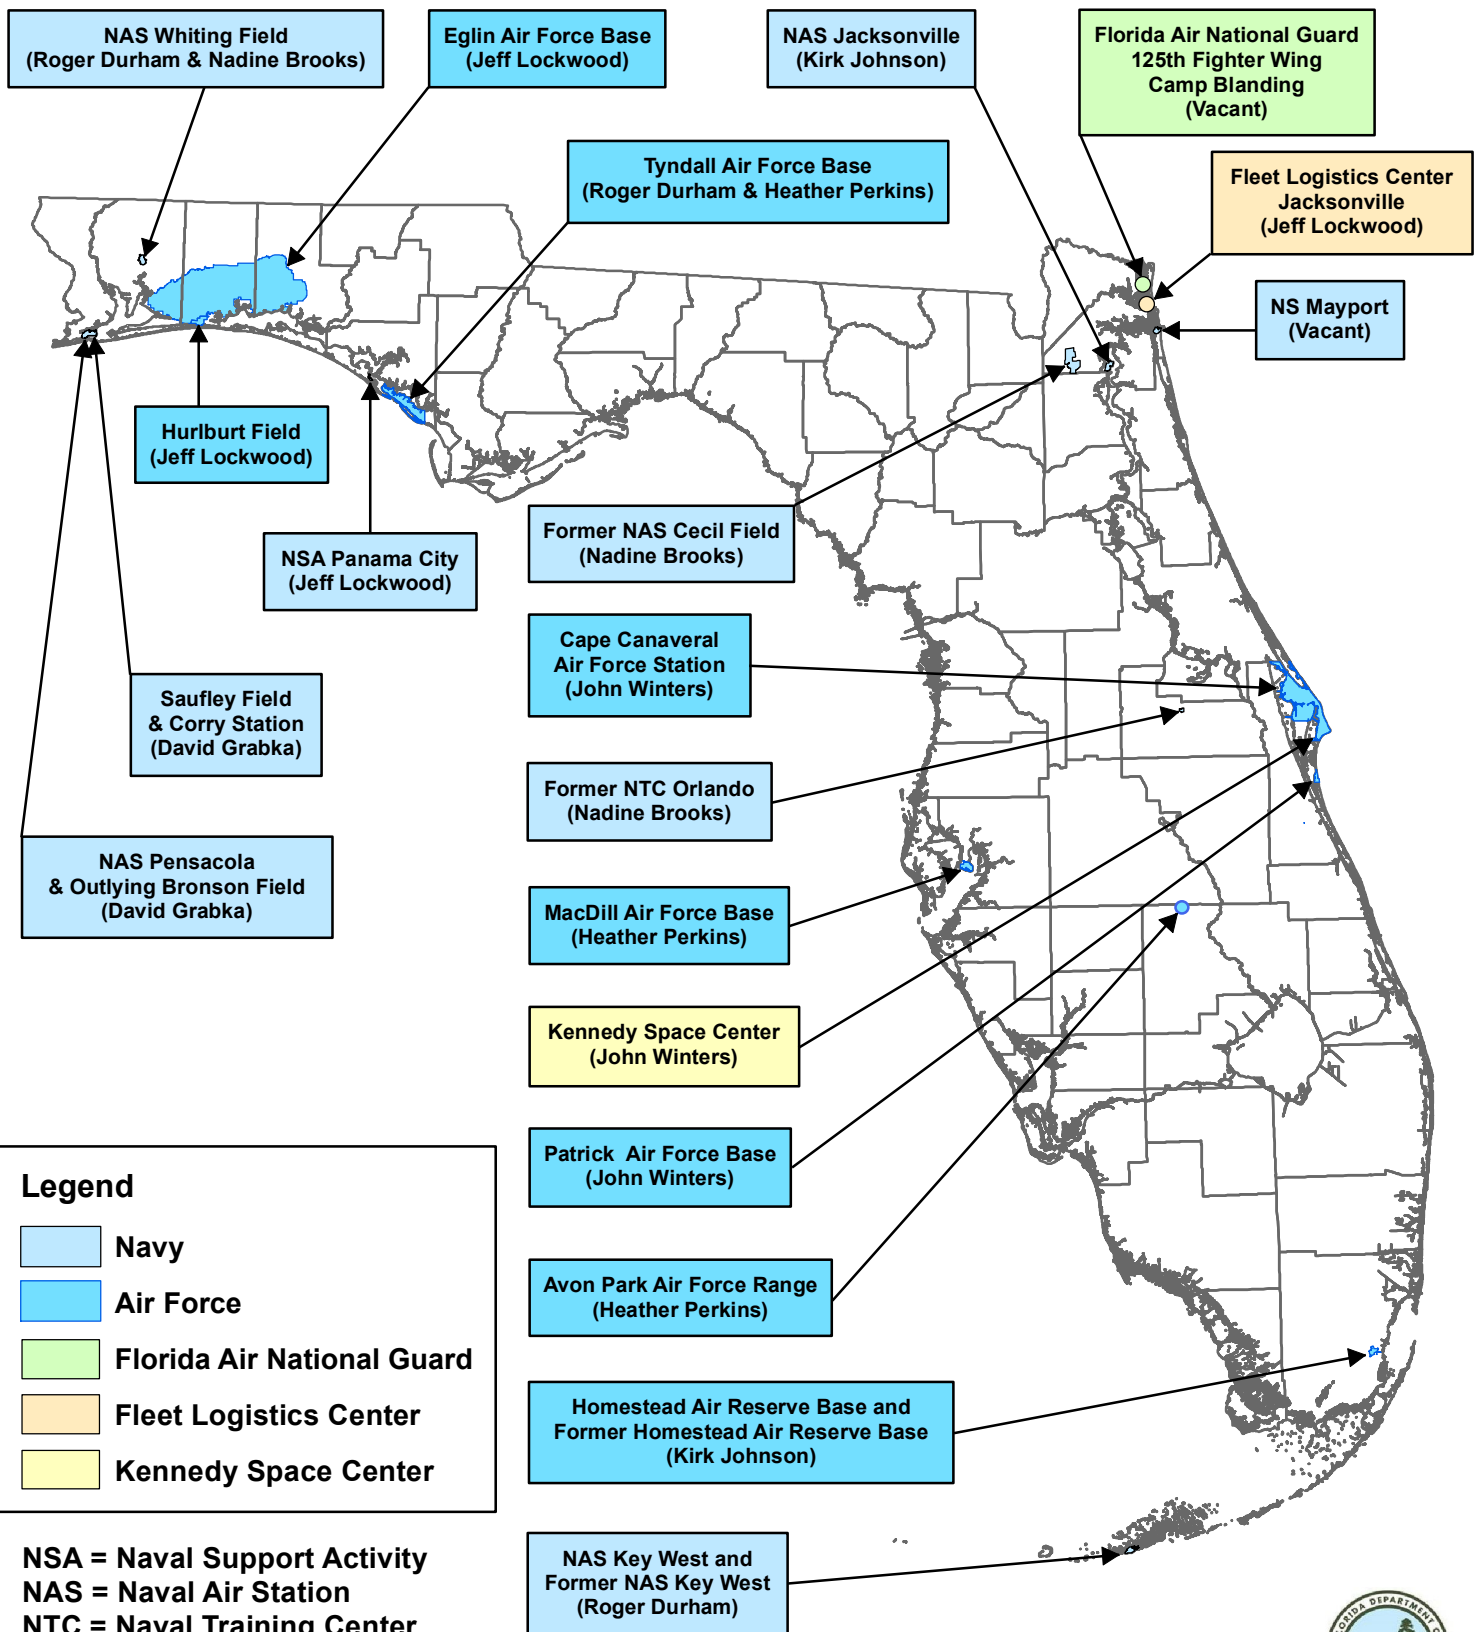 NAS Whiting Field
(Roger Durham & Nadine Brooks)
Eglin Air Force Base
(Jeff Lockwood)
NAS Jacksonville
(Kirk Johnson)
Florida Air National Guard
125th Fighter Wing
Camp Blanding
(Vacant)
Tyndall Air Force Base
(Roger Durham & Heather Perkins)
Fleet Logistics Center
Jacksonville
(Jeff Lockwood)
NS Mayport
(Vacant)
Hurlburt Field
(Jeff Lockwood)
NSA Panama City
(Jeff Lockwood)
Former NAS Cecil Field
(Nadine Brooks)
Cape Canaveral
Air Force Station
(John Winters)
Saufley Field
& Corry Station
(David Grabka)
Former NTC Orlando
(Nadine Brooks)
NAS Pensacola
& Outlying Bronson Field
(David Grabka)
MacDill Air Force Base
(Heather Perkins)
Kennedy Space Center
(John Winters)
Patrick Air Force Base
(John Winters)
Avon Park Air Force Range
(Heather Perkins)
Homestead Air Reserve Base and
Former Homestead Air Reserve Base
(Kirk Johnson)
NAS Key West and
Former NAS Key West
(Roger Durham)
Legend
Navy
Air Force
Florida Air National Guard
Fleet Logistics Center
Kennedy Space Center
NSA = Naval Support Activity
NAS = Naval Air Station
NTC = Naval Training Center
FLORIDA DEPARTMENT